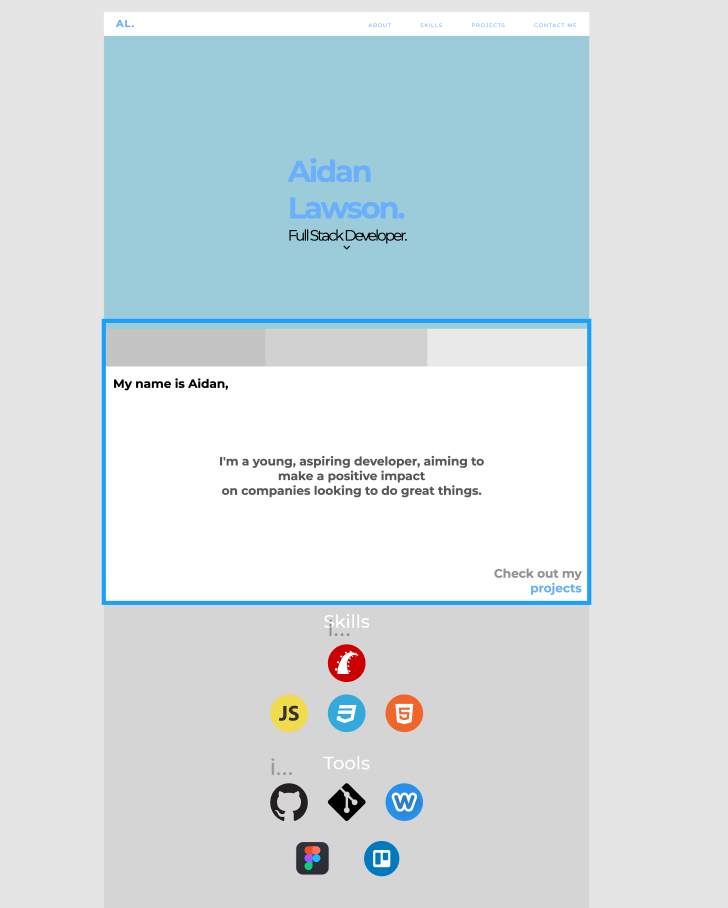 AL.
ABOUT SKILLS PROJECTS CONTACT ME
Aidan
Lawson.
Full Stack Developer.
My name is Aidan,
I'm a young, aspiring developer, aiming to
make a positive impact
on companies looking to do great things.
Check out my
projects
Skills
i...
JS
i...
Tools